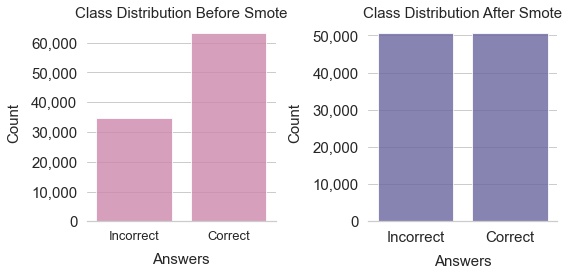 Class Distribution Before Smote
60,000
50,000
40,000
30,000
20,000
10,000
0
Count
Incorrect Correct
Answers
Class Distribution After Smote
50,000
40,000
30,000
20,000
10,000
0
Count
Incorrect Correct
Answers